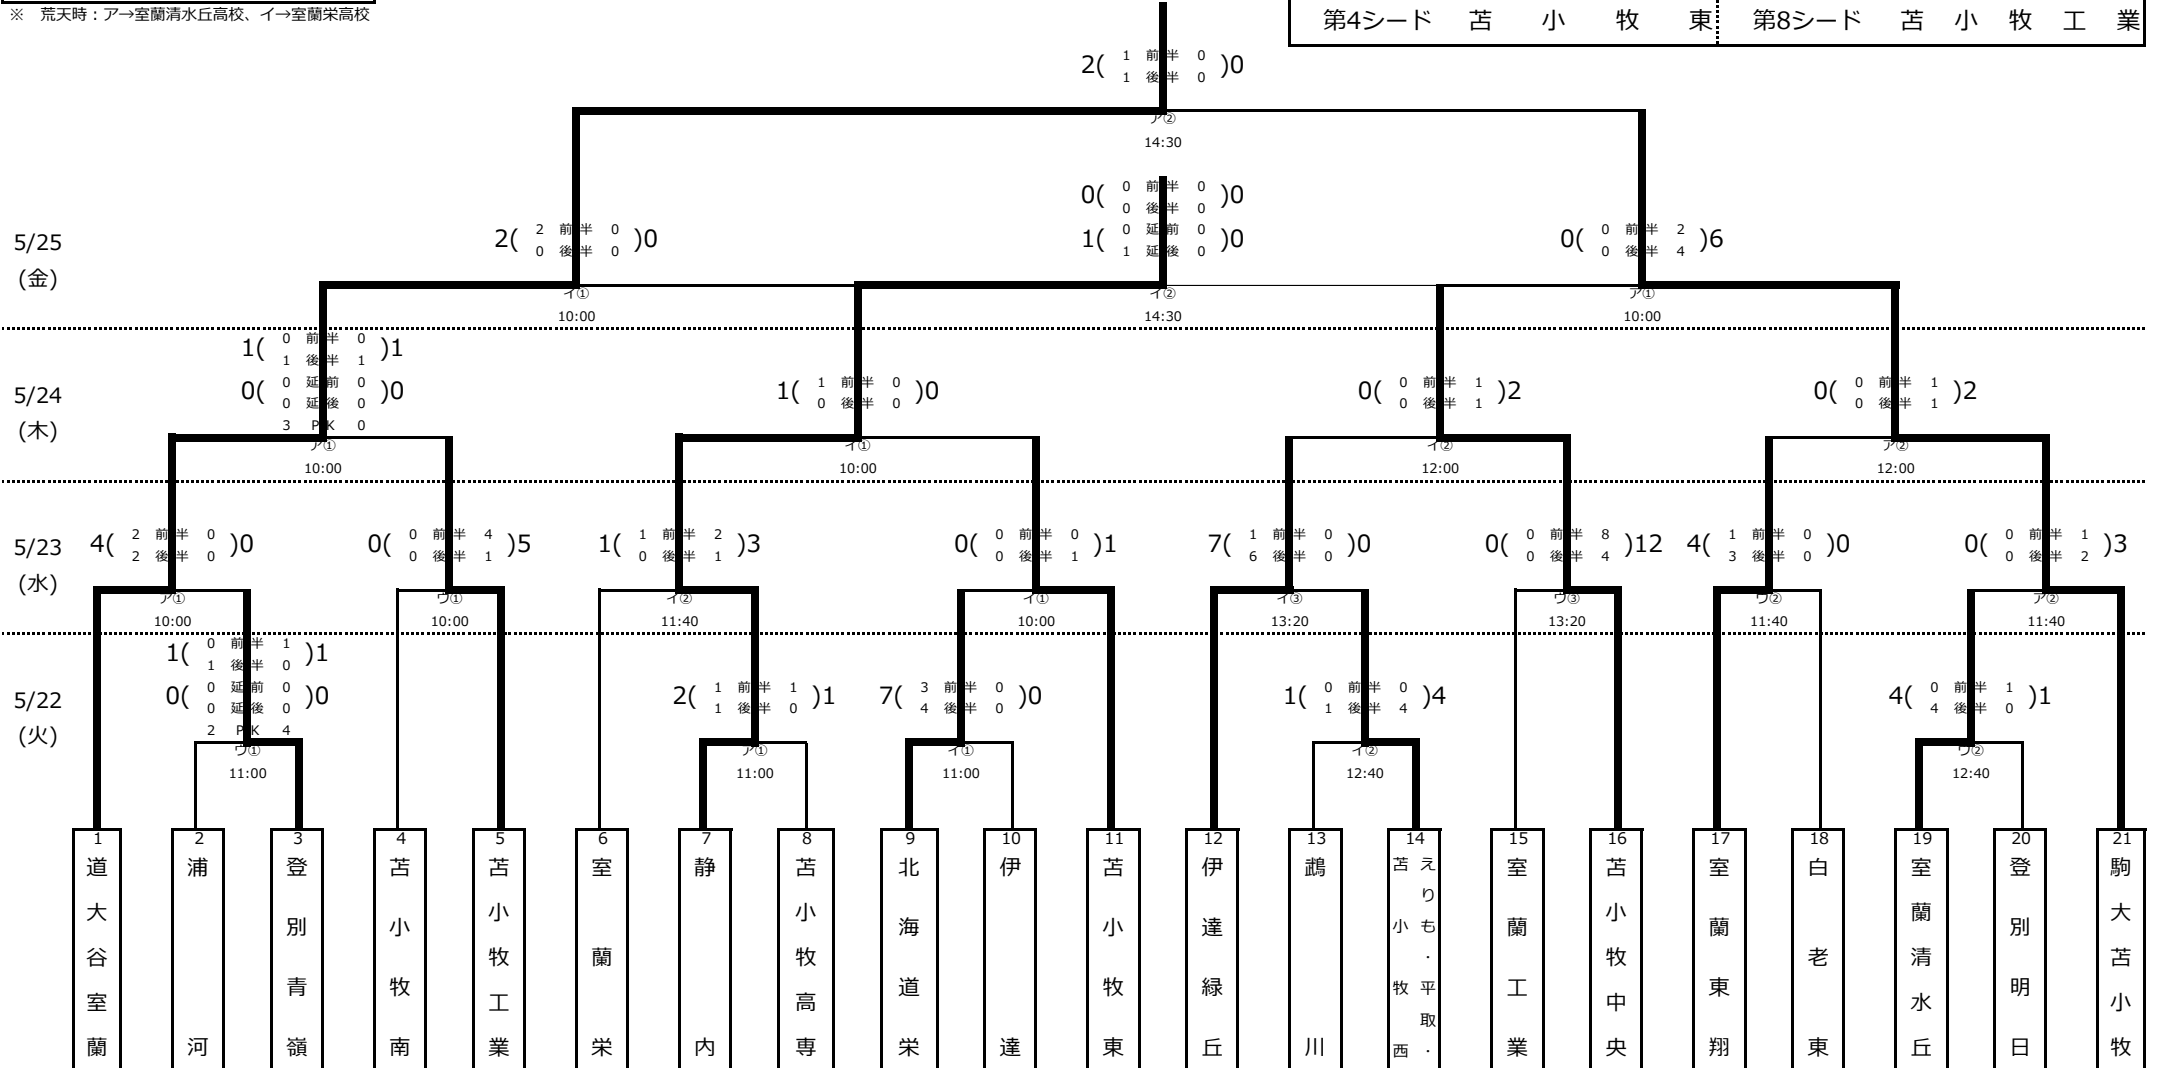 ※　荒天時：ア→室蘭清水丘高校、イ→室蘭栄高校
第4シード　苫　小　牧　東　第8シード　苫　小　牧　工　業
2( 1 前半 0 )0
1 後半 0
ア②
14:30
0( 0 前半 0 )0
0 後半 0
1( 0 延前 0 )0
1 延後 0
5/25
(金)
2( 2 前半 0 )0
0 後半 0
0( 0 前半 2 )6
0 後半 4
イ① イ② ア①
10:00 14:30 10:00
5/24
(木)
1( 0 前半 0 )1
1 後半 1
0( 0 延前 0 )0
0 延後 0
3 PK 0
1( 1 前半 0 )0
0 後半 0
0( 0 前半 1 )2
0 後半 1
0( 0 前半 1 )2
0 後半 1
ア① イ① イ② ア②
10:00 10:00 12:00 12:00
5/23
(水)
4( 2 前半 0 )0
2 後半 0
0( 0 前半 4 )5
0 後半 1
1( 1 前半 2 )3
0 後半 1
0( 0 前半 0 )1
0 後半 1
7( 1 前半 0 )0
6 後半 0
0( 0 前半 8 )12
0 後半 4
4( 1 前半 0 )0
3 後半 0
0( 0 前半 1 )3
0 後半 2
ア① ウ① イ② イ① イ③ ウ③ ウ② ア②
10:00 10:00 11:40 10:00 13:20 13:20 11:40 11:40
5/22
(火)
1( 0 前半 1 )1
1 後半 0
0( 0 延前 0 )0
0 延後 0
2 PK 4
2( 1 前半 1 )1
1 後半 0
7( 3 前半 0 )0
4 後半 0
1( 0 前半 0 )4
1 後半 4
4( 0 前半 1 )1
4 後半 0
ウ① ア① イ① イ② ウ②
11:00 11:00 11:00 12:40 12:40
1 道大谷室蘭
2 浦河
3 登別青嶺
4 苫小牧南
5 苫小牧工業
6 室蘭栄
7 静内
8 苫小牧高専
9 北海道栄
10 伊達
11 苫小牧東
12 伊達緑丘
13 鵡川
14 えりも・平取・
苫小牧西
15 室蘭工業
16 苫小牧中央
17 室蘭東翔
18 白老東
19 室蘭清水丘
20 登別明日
21 駒大苫小牧